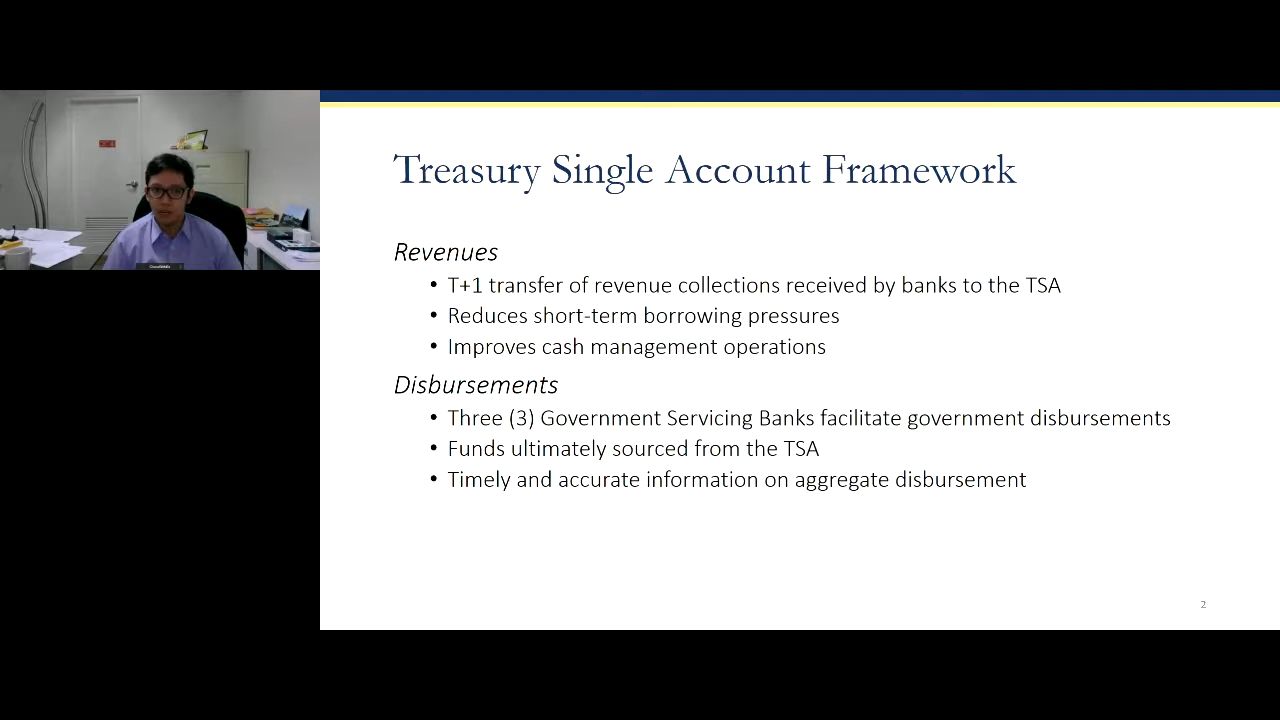 Treasury Single Account Framework
Revenues
• T+1 transfer of revenue collections received by banks to the TSA
• Reduces short-term borrowing pressures
• Improves cash management operations
Disbursements
• Three (3) Government Servicing Banks facilitate government disbursements
• Funds ultimately sourced from the TSA
• Timely and accurate information on aggregate disbursement
2